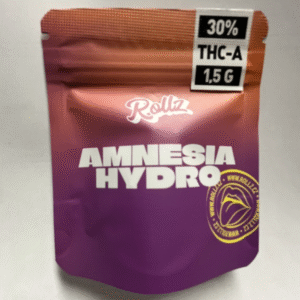 30%
THC-A
1,5 G
Rollz
AMNESIA
HYDRO